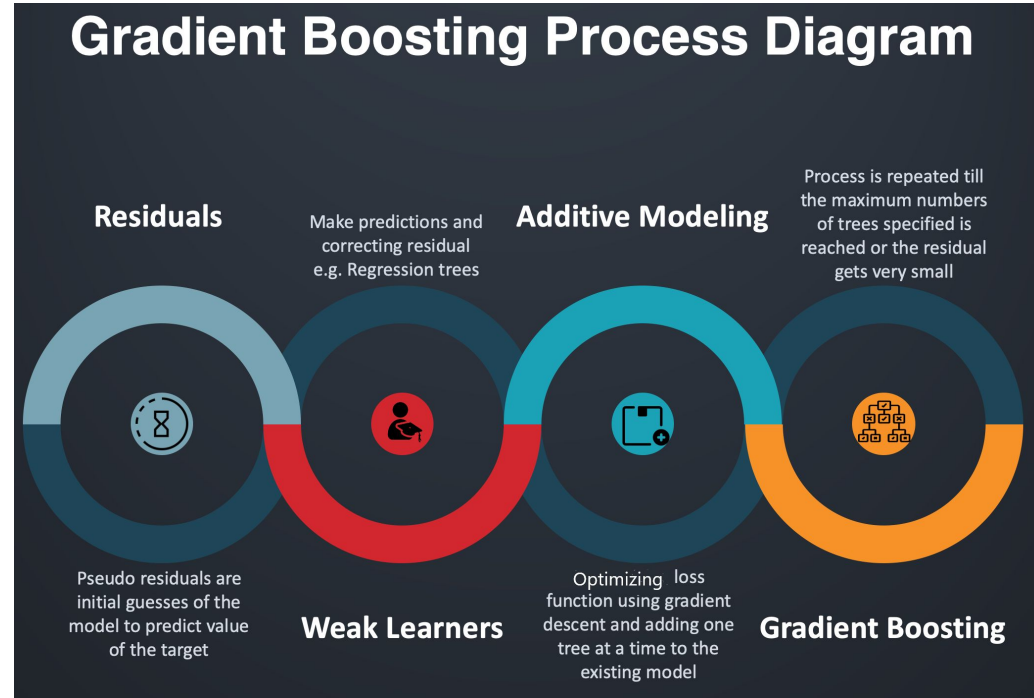 Gradient Boosting Process Diagram
Residuals
Pseudo residuals are
initial guesses of the
model to predict value
of the target
Make predictions and
correcting residual
e.g. Regression trees
Weak Learners
Additive Modeling
Optimizing loss
function using gradient
descent and adding one
tree at a time to the
existing model
Process is repeated till
the maximum numbers
of trees specified is
reached or the residual
gets very small
Gradient Boosting